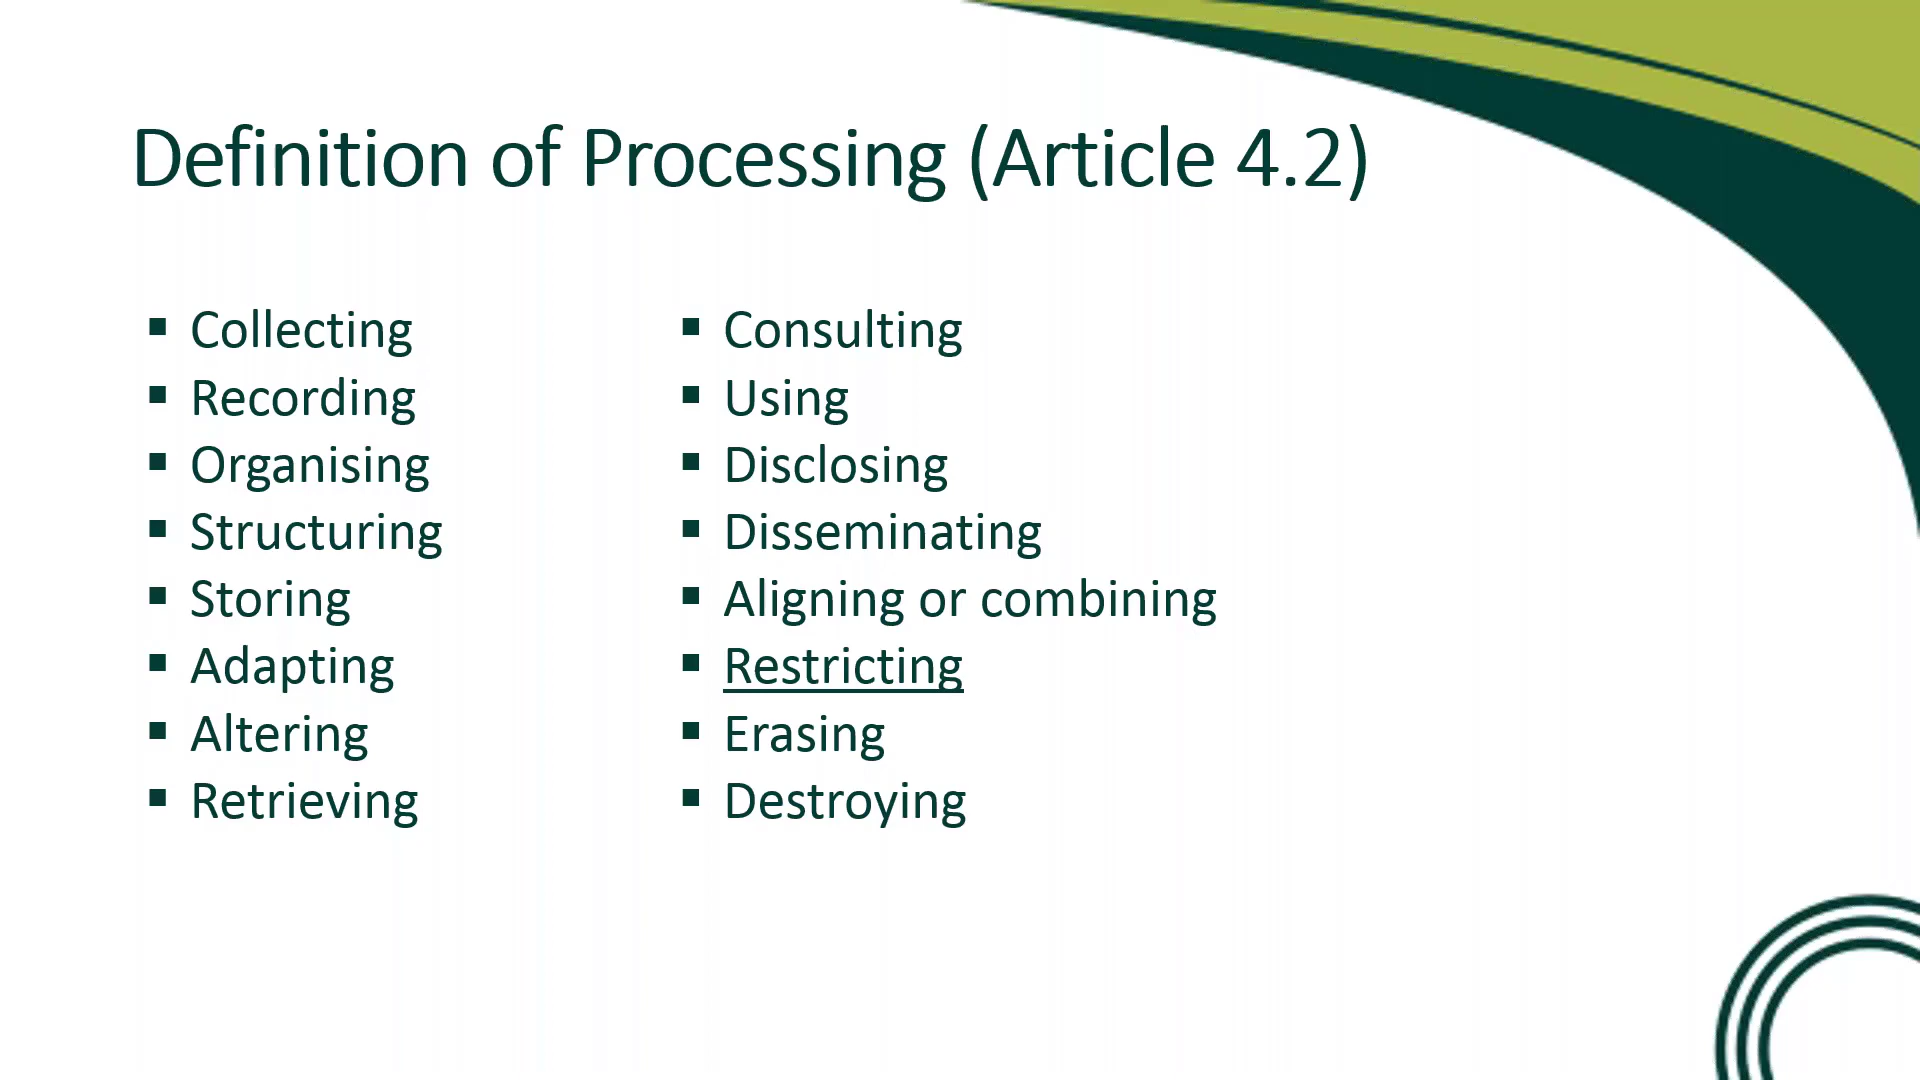 Definition of Processing (Article 4.2)
▪ Collecting
▪ Recording
▪ Organising
▪ Structuring
▪ Storing
▪ Adapting
▪ Altering
▪ Retrieving
▪ Consulting
▪ Using
▪ Disclosing
▪ Disseminating
▪ Aligning or combining
▪ Restricting
▪ Erasing
▪ Destroying